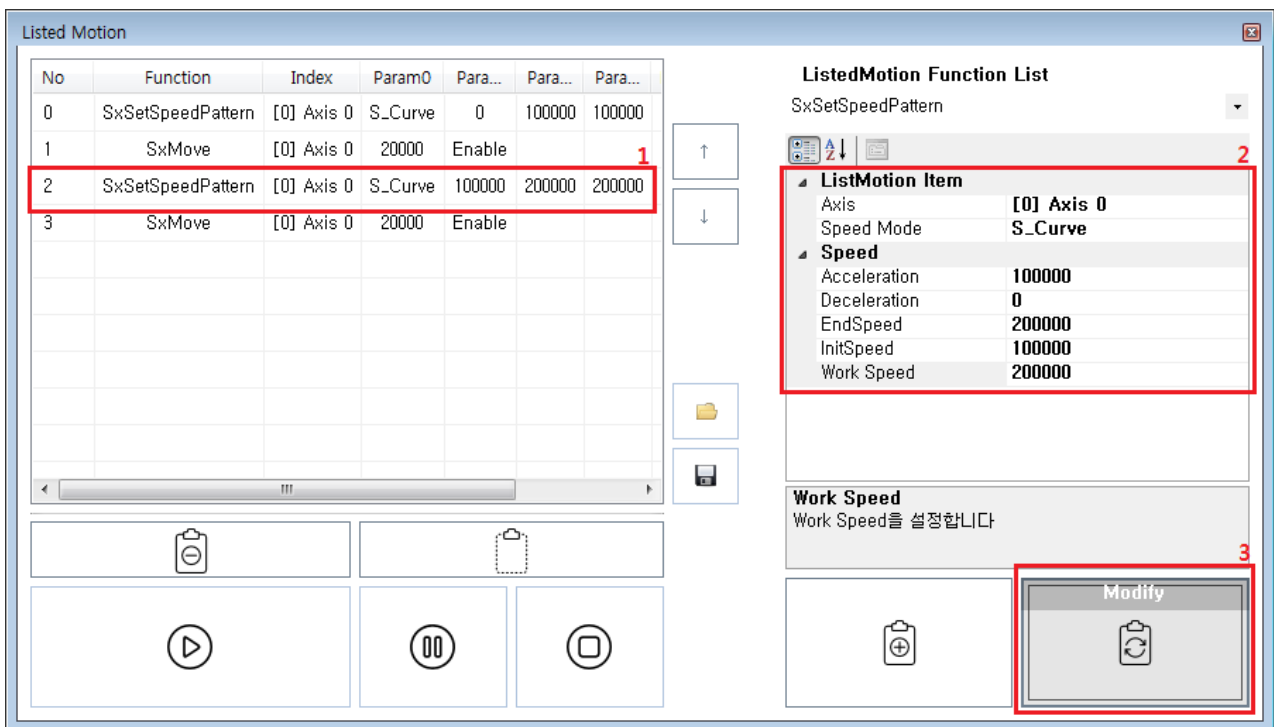 Listed Motion
No Function Index Param0 Para... Para... Para...
0 SxSetSpeedPattern [0] Axis 0 S_Curve 0 100000 100000
1 SxMove [0] Axis 0 20000 Enable
1
2 SxSetSpeedPattern [0] Axis 0 S_Curve 100000 200000 200000
3 SxMove [0] Axis 0 20000 Enable
↑
↓
ListedMotion Function List
SxSetSpeedPattern
2
ListMotion Item
Axis [0] Axis 0
Speed Mode S_Curve
Speed
Acceleration 100000
Deceleration 0
EndSpeed 200000
InitSpeed 100000
Work Speed 200000
Work Speed
Work Speed을 설정합니다
3
Modify